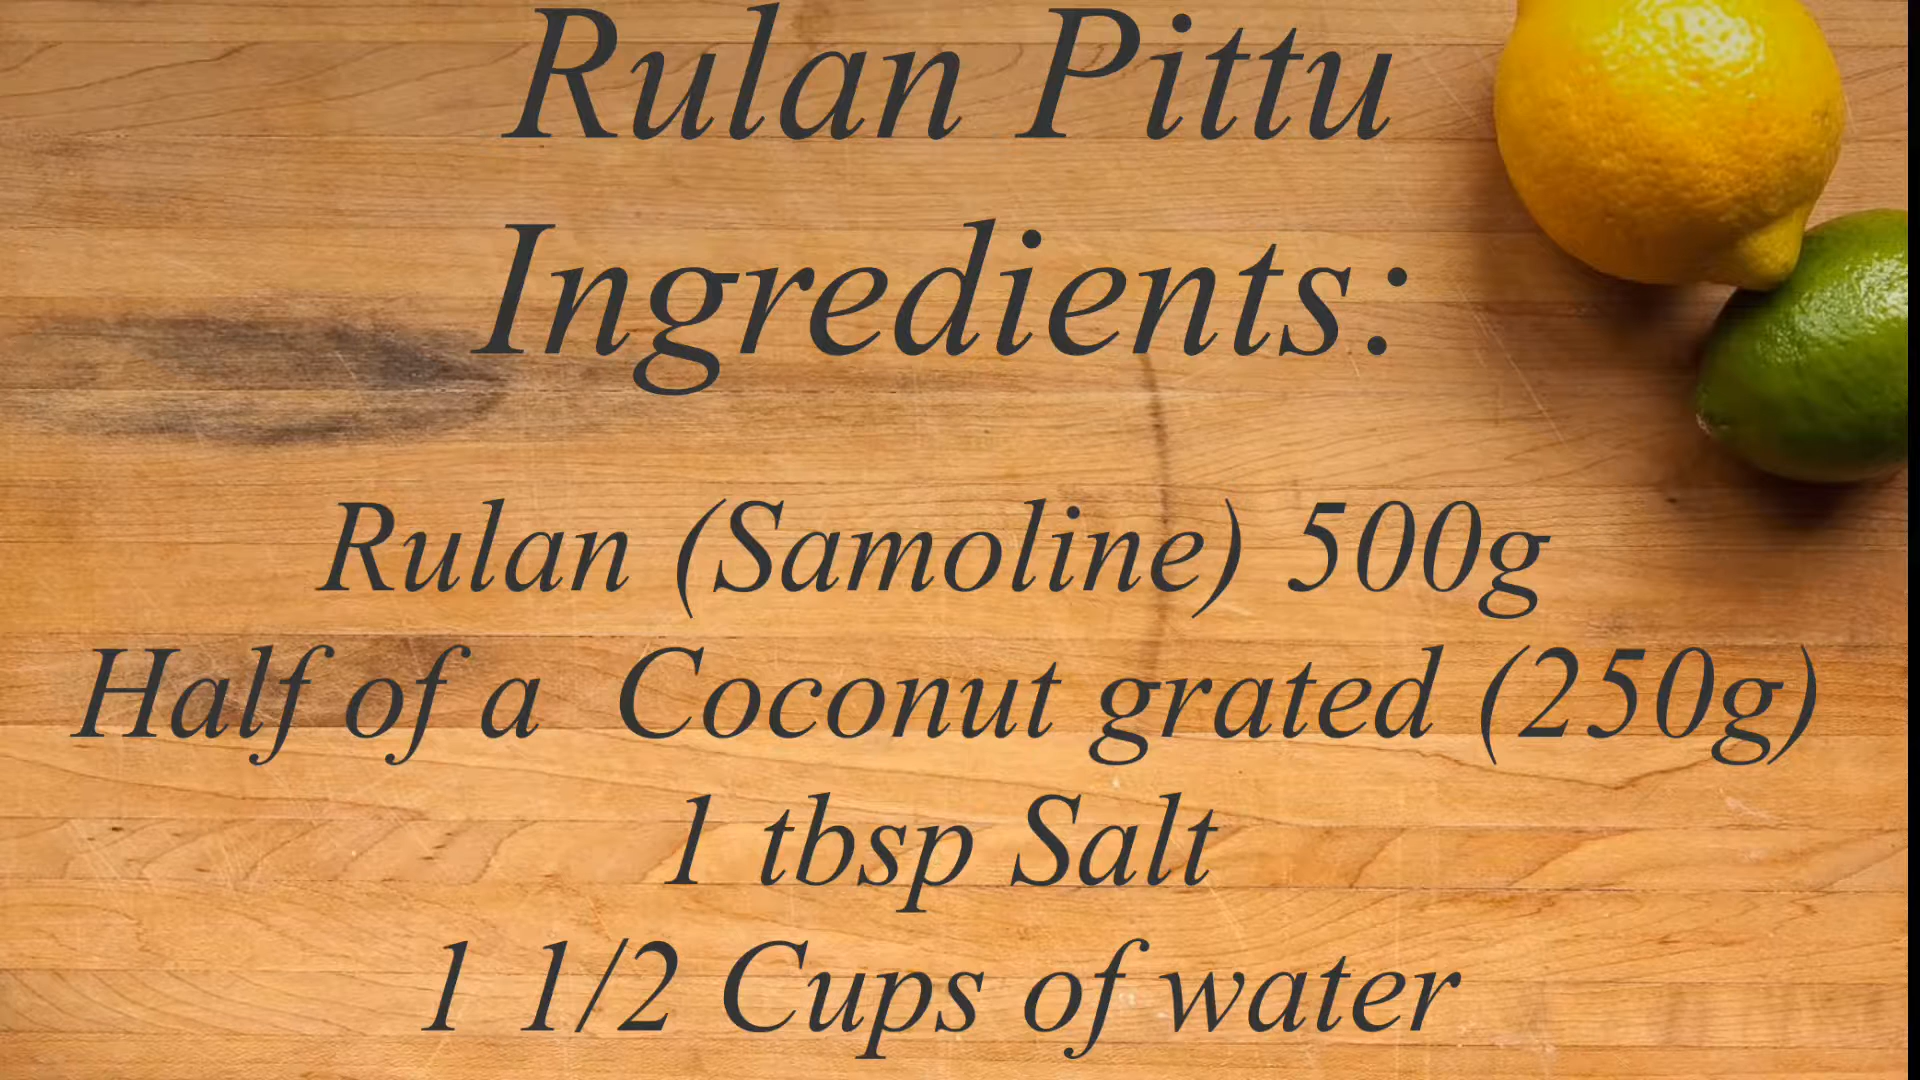 Rulan Pittu
Ingredients:
Rulan (Samoline) 500g
Half of a  Coconut grated (250g)
1 tbsp Salt
1 1/2 Cups of water